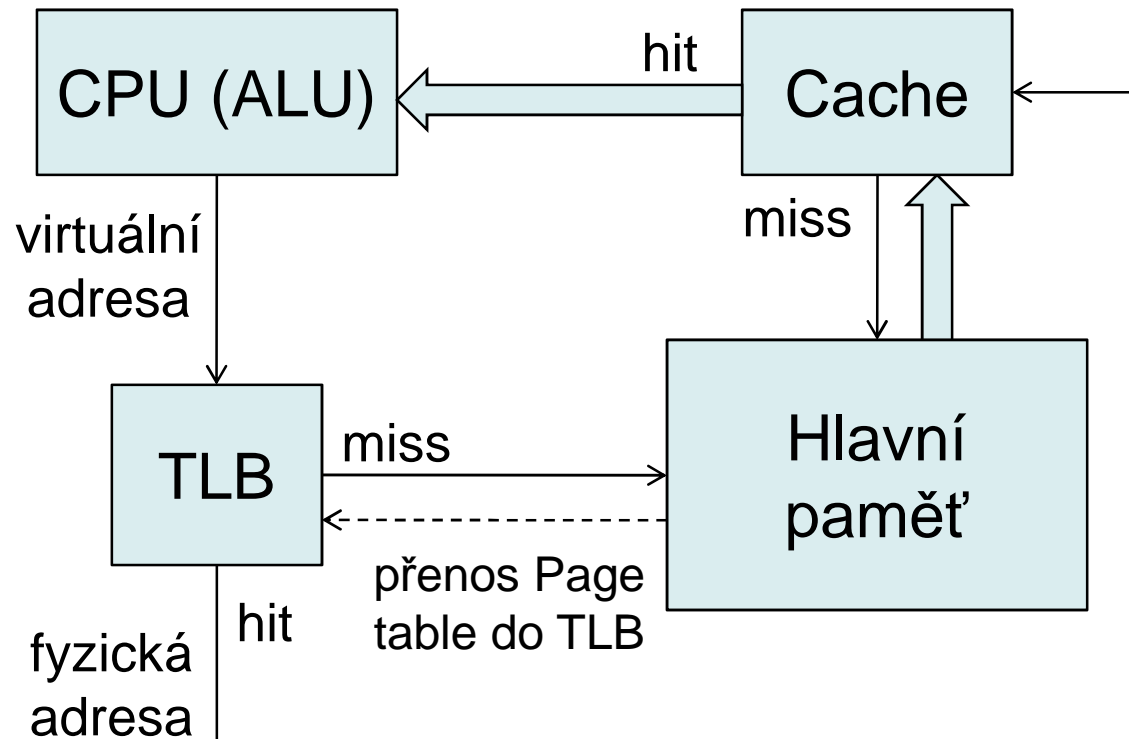 CPU (ALU)
hit
Cache
virtuální
adresa
miss
TLB
miss
Hlavní
paměť
přenos Page
table do TLB
hit
fyzická
adresa